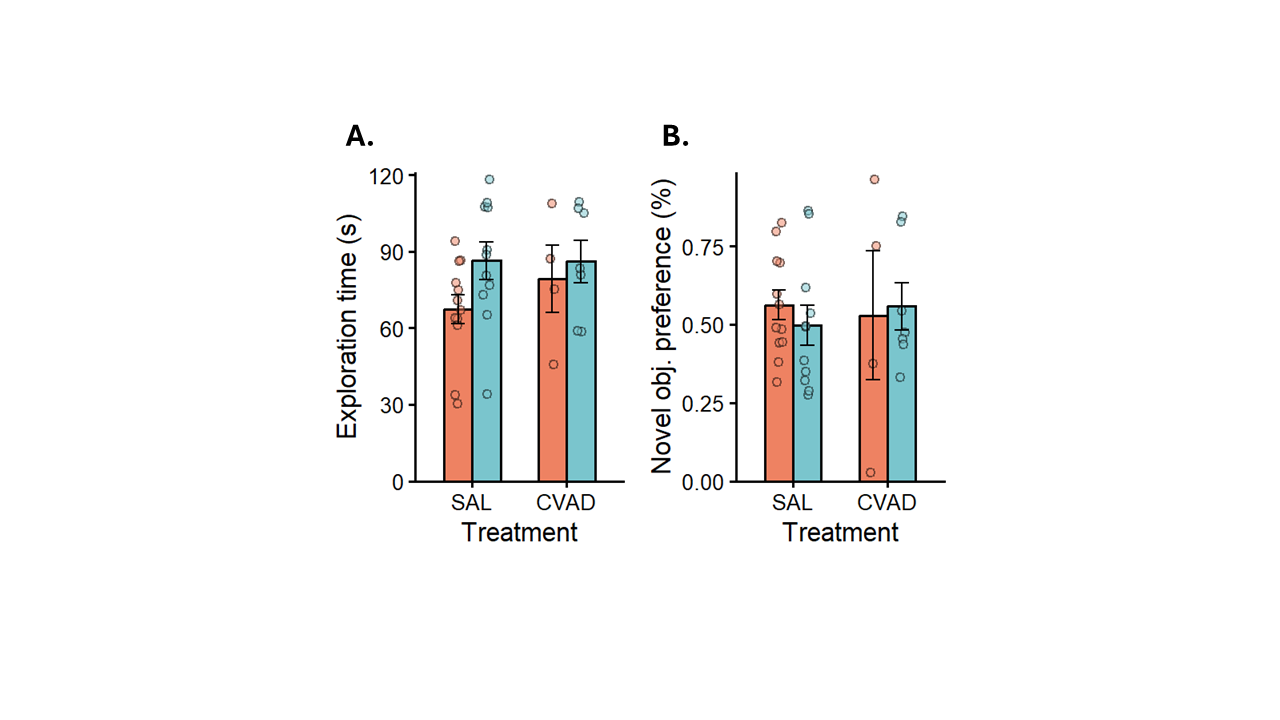 A.
Exploration time (s)
120
90
60
30
0
SAL CVAD
Treatment
B.
Novel obj. preference (%)
0.75
0.50
0.25
0.00
SAL CVAD
Treatment